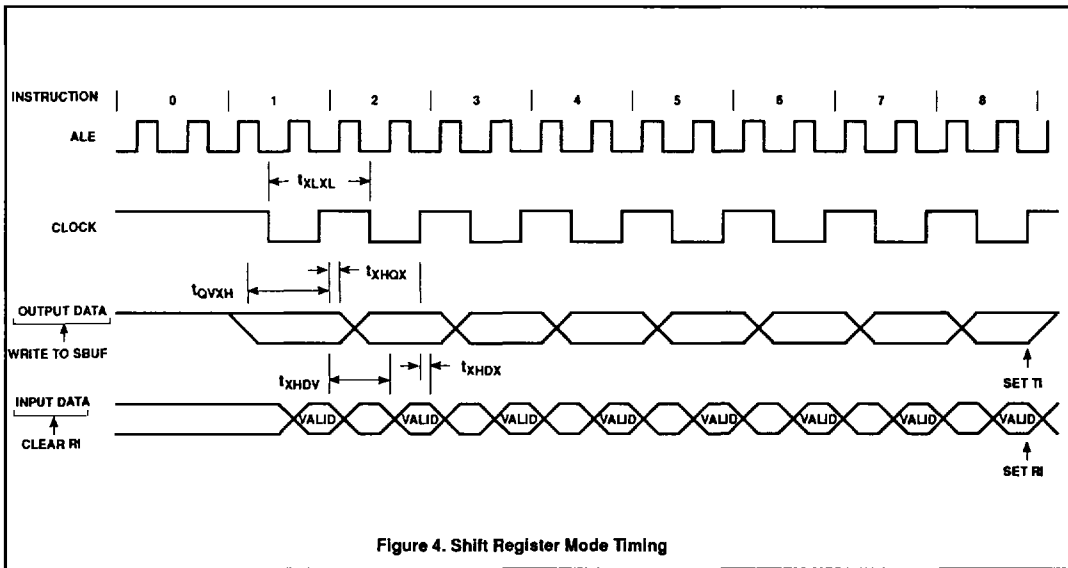 INSTRUCTION 0 1 2 3 4 5 6 7 8
ALE
tXLXL
CLOCK
tXHQX
tQVXH
OUTPUT DATA
WRITE TO SBUF
tXHDV
tXHDX
SET TI
INPUT DATA
VALID VALID VALID VALID VALID VALID VALID VALID
CLEAR RI
SET RI
Figure 4. Shift Register Mode Timing